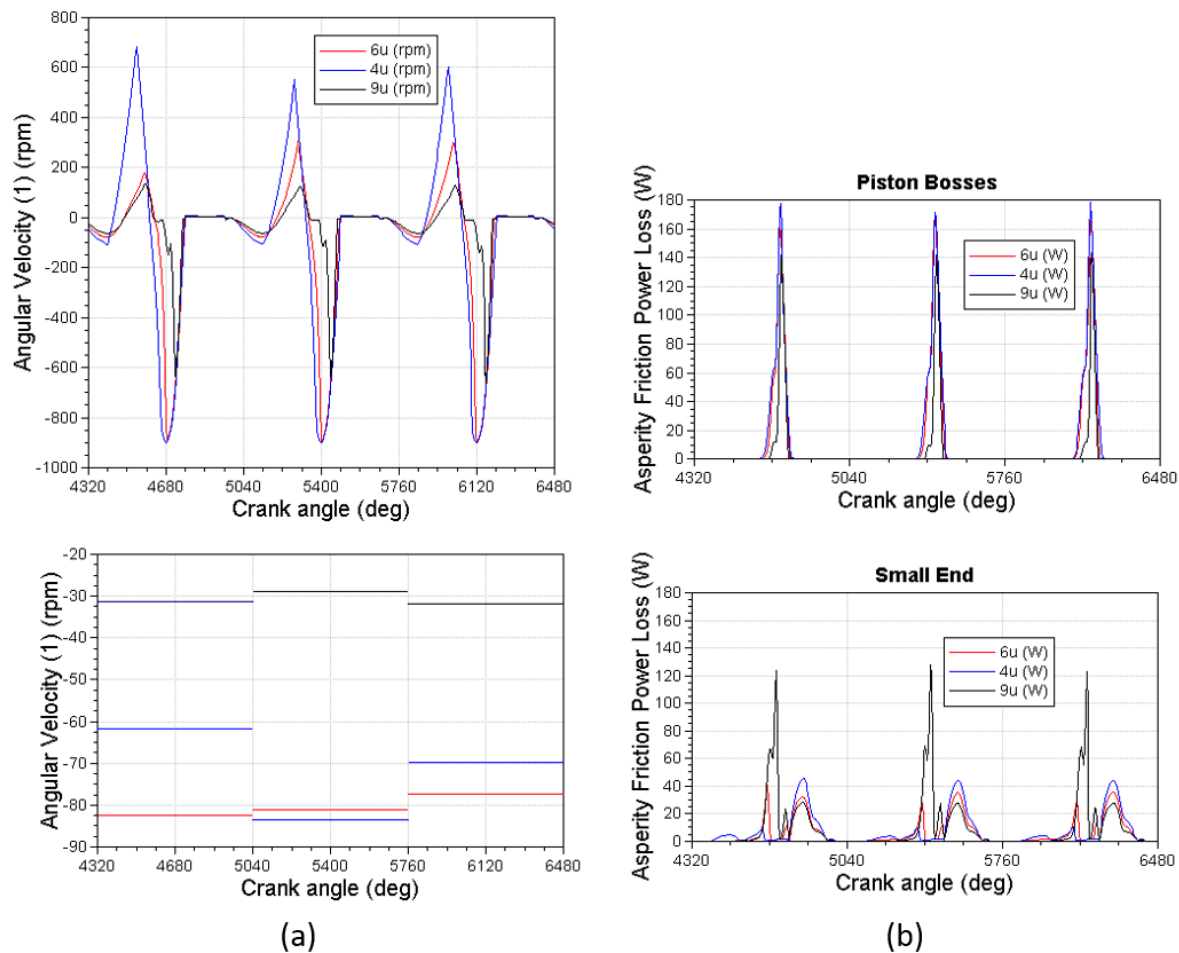 Angular Velocity (1) (rpm)
800
600
400
200
0
-200
-400
-600
-800
-1000
6u (rpm)
4u (rpm)
9u (rpm)
4320 4680 5040 5400 5760 6120 6480
Crank angle (deg)
Piston Bosses
Asperity Friction Power Loss (W)
180
160
140
120
100
80
60
40
20
0
6u (W)
4u (W)
9u (W)
4320 5040 5760 6480
Crank angle (deg)
Angular Velocity (1) (rpm)
-20
-30
-40
-50
-60
-70
-80
-90
4320 4680 5040 5400 5760 6120 6480
Crank angle (deg)
Small End
Asperity Friction Power Loss (W)
180
160
140
120
100
80
60
40
20
0
6u (W)
4u (W)
9u (W)
4320 5040 5760 6480
Crank angle (deg)
(a) (b)